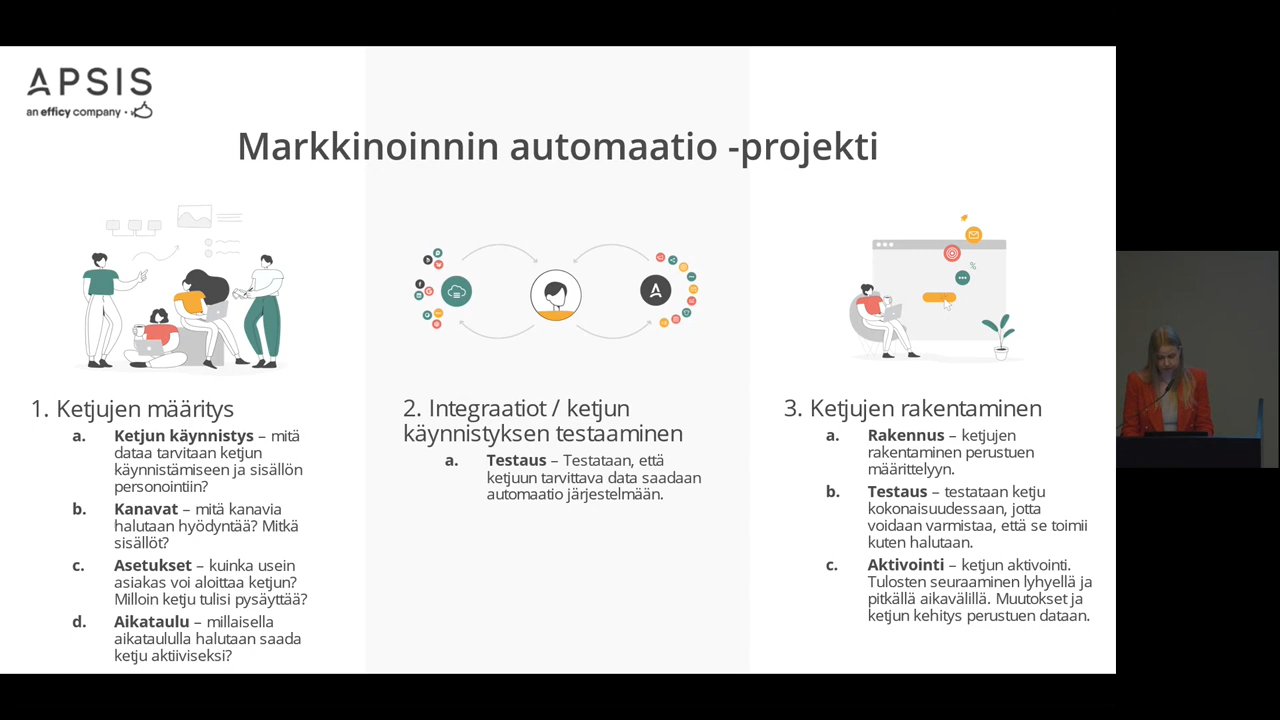 APSIS
an efficy company
Markkinoinnin automaatio -projekti
1. Ketjujen määritys
a. Ketjun käynnistys – mitä
dataa tarvitaan ketjun
käynnistämiseen ja sisällön
personointiin?
b. Kanavat – mitä kanavia
halutaan hyödyntää? Mitkä
sisällöt?
c. Asetukset – kuinka usein
asiakas voi aloittaa ketjun?
Milloin ketju tulisi pysäyttää?
d. Aikataulu – millaisella
aikataululla halutaan saada
ketju aktiiviseksi?
2. Integraatiot / ketjun
käynnistyksen testaaminen
a. Testaus – Testataan, että
ketjuun tarvittava data saadaan
automaatio järjestelmään.
3. Ketjujen rakentaminen
a. Rakennus – ketjujen
rakentaminen perustuen
määrittelyyn.
b. Testaus – testataan ketju
kokonaisuudessaan, jotta
voidaan varmistaa, että se toimii
kuten halutaan.
c. Aktivointi – ketjun aktivointi.
Tulosten seuraaminen lyhyellä ja
pitkällä aikavälillä. Muutokset ja
ketjun kehitys perustuen dataan.